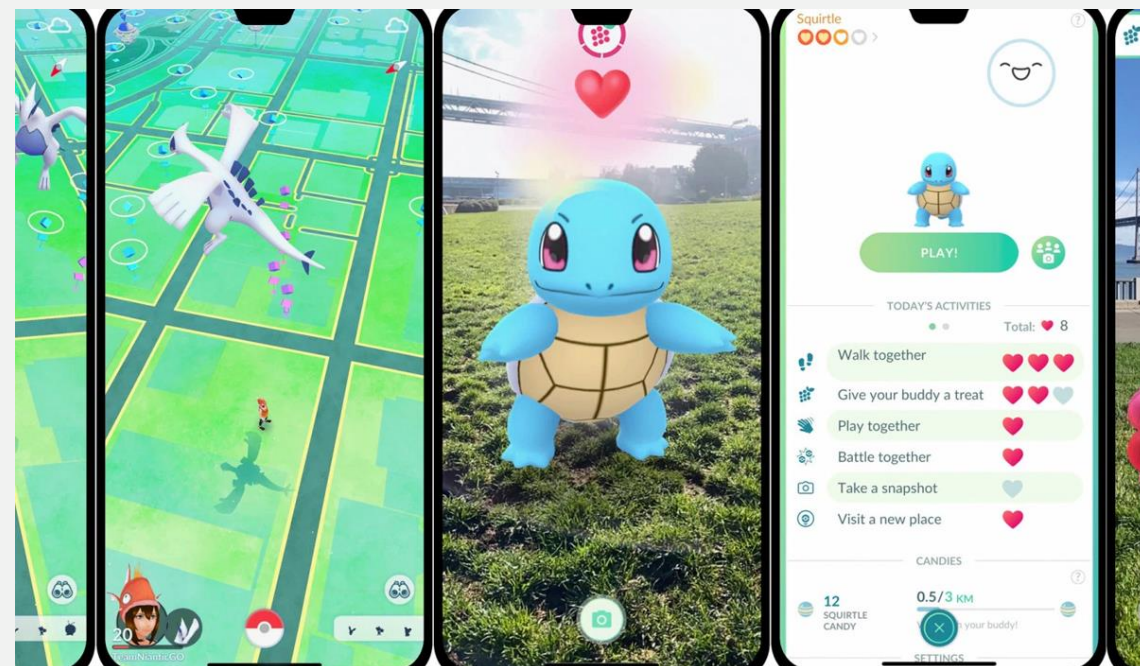 20
TeamNianticGO
Squirtle
?
PLAY!
TODAY'S ACTIVITIES
Total: 8
Walk together
Give your buddy a treat
Play together
Battle together
Take a snapshot
Visit a new place
CANDIES
?
12
SQUIRTLE
CANDY
0.5/3 KM
your buddy!
SETTINGS